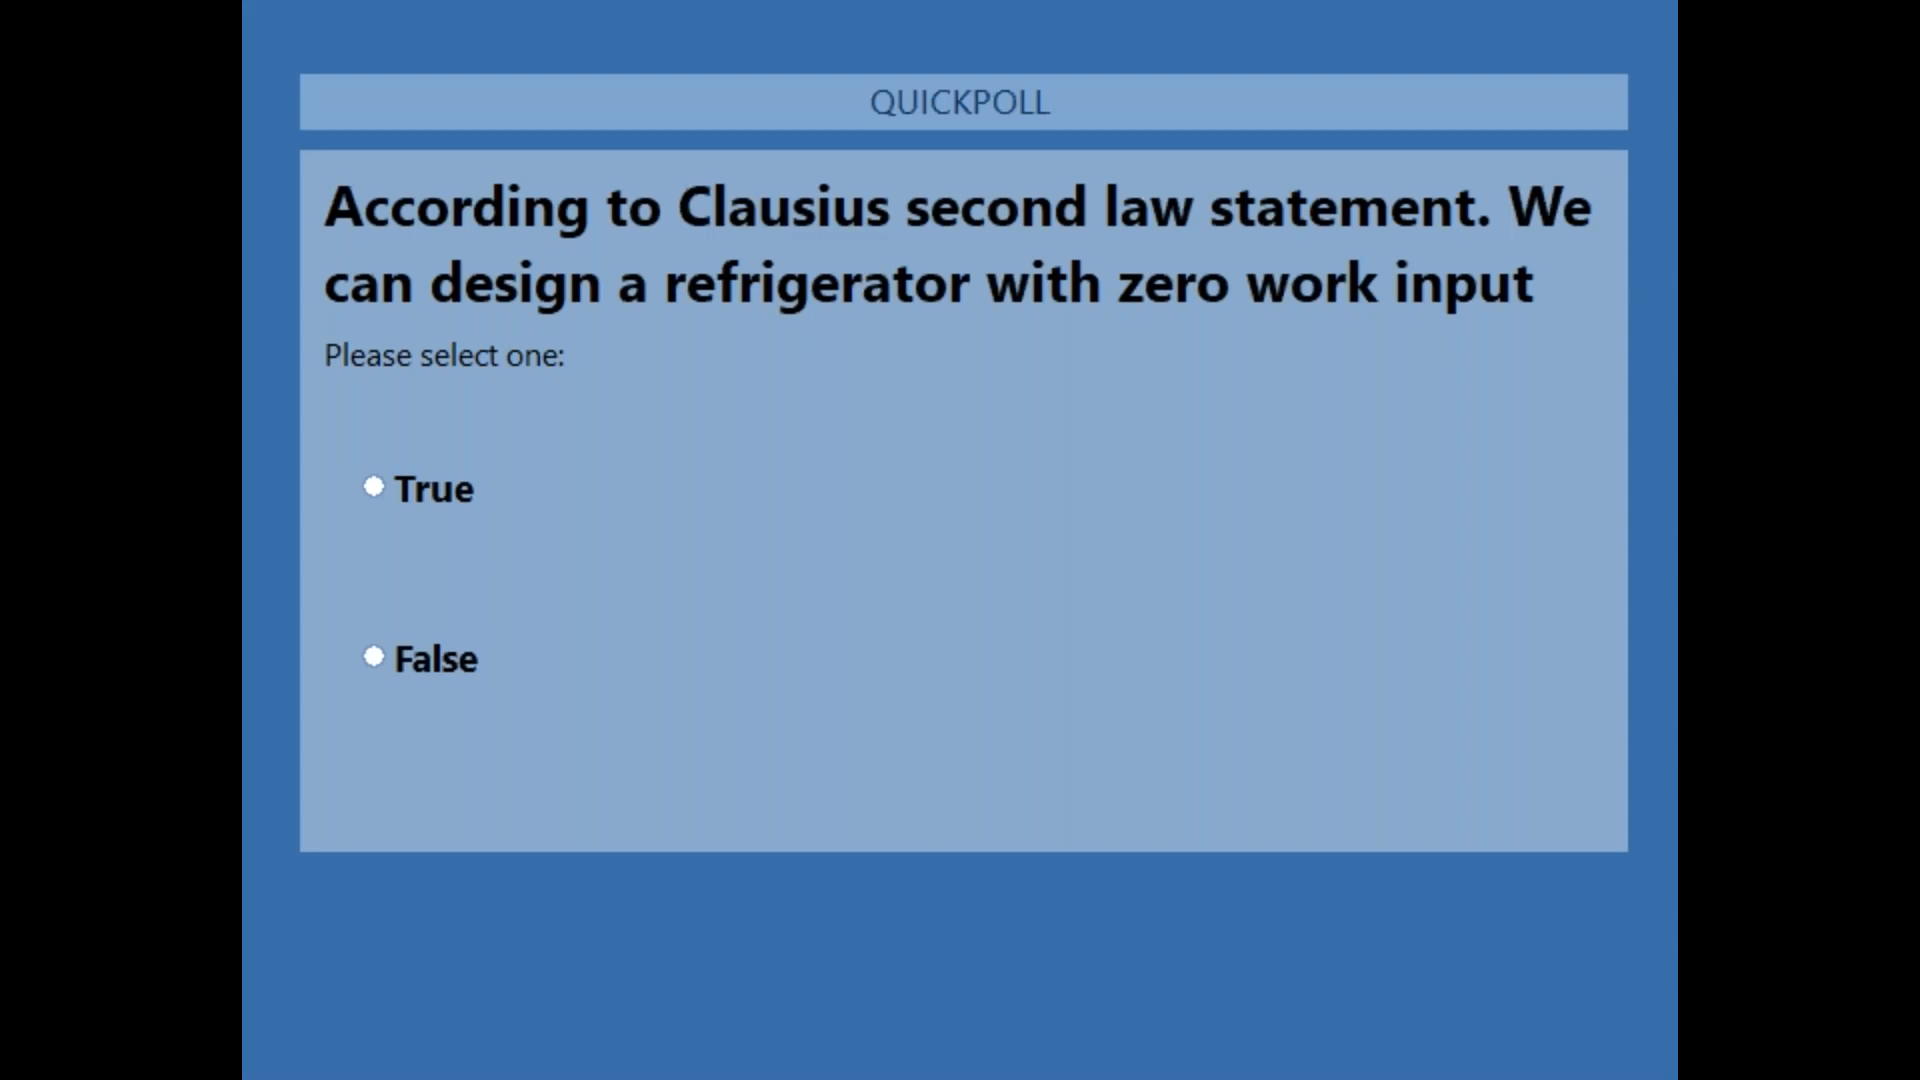 QUICKPOLL
According to Clausius second law statement. We
can design a refrigerator with zero work input
Please select one:
True
False